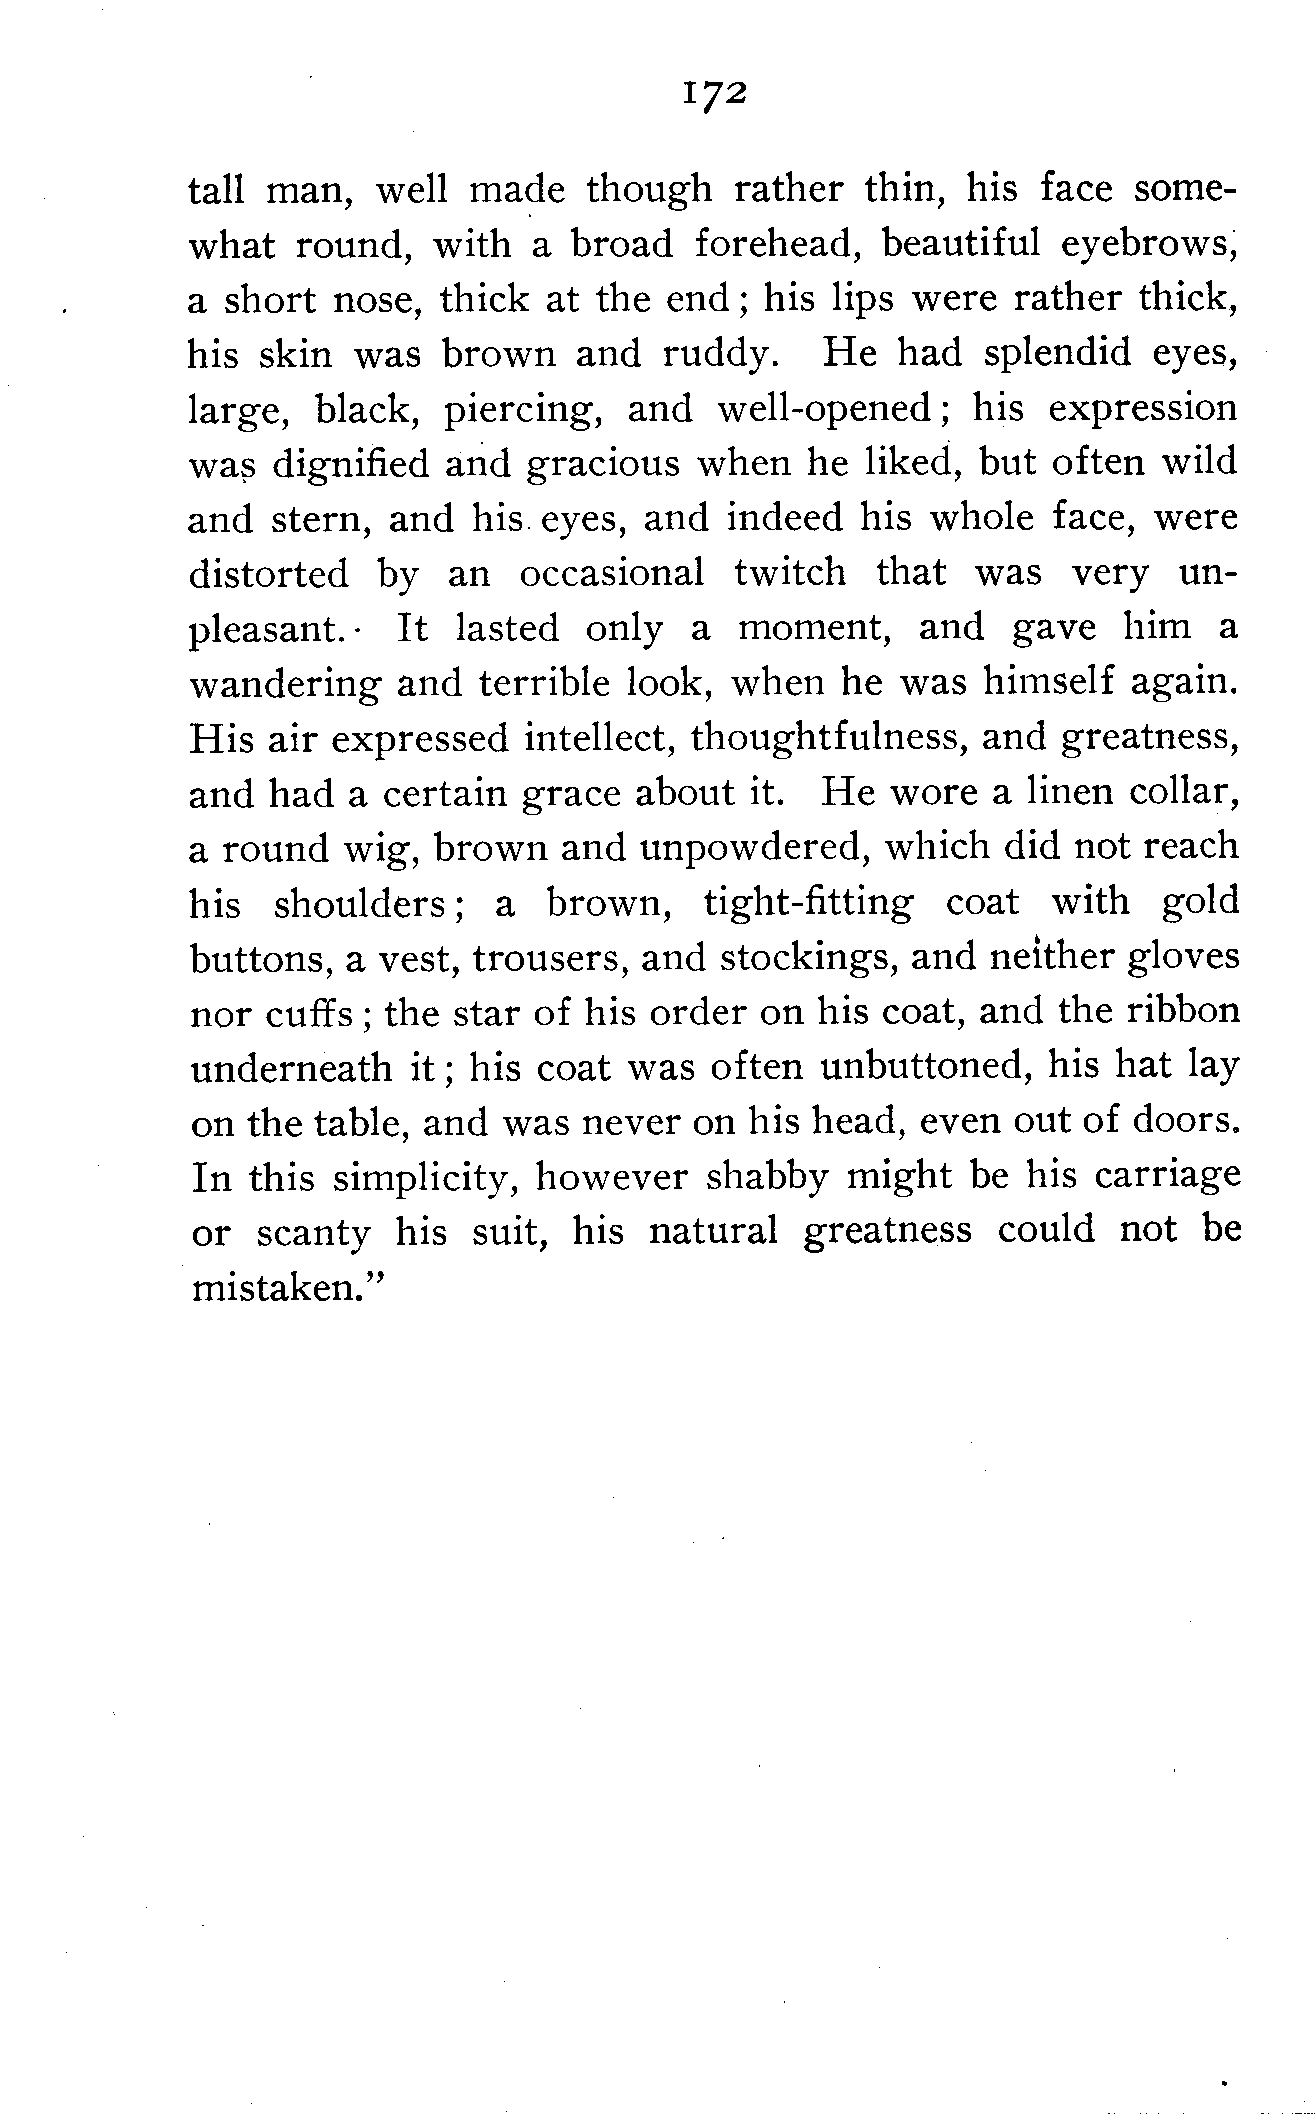 172
tall man, well made though rather thin, his face some-
what round, with a broad forehead, beautiful eyebrows,
a short nose, thick at the end ; his lips were rather thick,
his skin was brown and ruddy. He had splendid eyes,
large, black, piercing, and well-opened ; his expression
was dignified and gracious when he liked, but often wild
and stern, and his eyes, and indeed his whole face, were
distorted by an occasional twitch that was very un-
pleasant. It lasted only a moment, and gave him a
wandering and terrible look, when he was himself again.
His air expressed intellect, thoughtfulness, and greatness,
and had a certain grace about it. He wore a linen collar,
a round wig, brown and unpowdered, which did not reach
his shoulders ; a brown, tight-fitting coat with gold
buttons, a vest, trousers, and stockings, and neither gloves
nor cuffs ; the star of his order on his coat, and the ribbon
underneath it ; his coat was often unbuttoned, his hat lay
on the table, and was never on his head, even out of doors.
In this simplicity, however shabby might be his carriage
or scanty his suit, his natural greatness could not be
mistaken.”